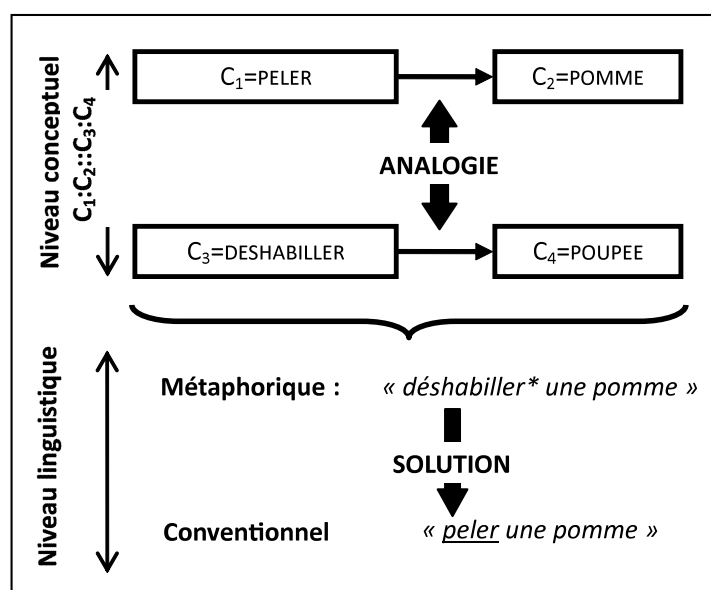 Niveau conceptuel
C₁:C₂::C₃:C₄
C₁=PELER
C₂=POMME
ANALOGIE
C₃=DESHABILLER
C₄=POUPEE
Niveau linguistique
Métaphorique : « déshabiller* une pomme »
SOLUTION
Conventionnel « peler une pomme »